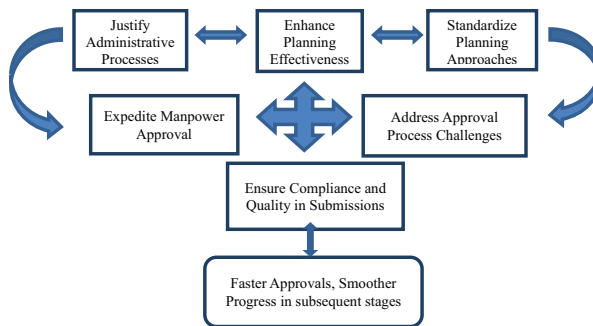 Justify
Administrative
Processes
Enhance
Planning
Effectiveness
Standardize
Planning
Approaches
Expedite Manpower
Approval
Address Approval
Process Challenges
Ensure Compliance and
Quality in Submissions
Faster Approvals, Smoother
Progress in subsequent stages